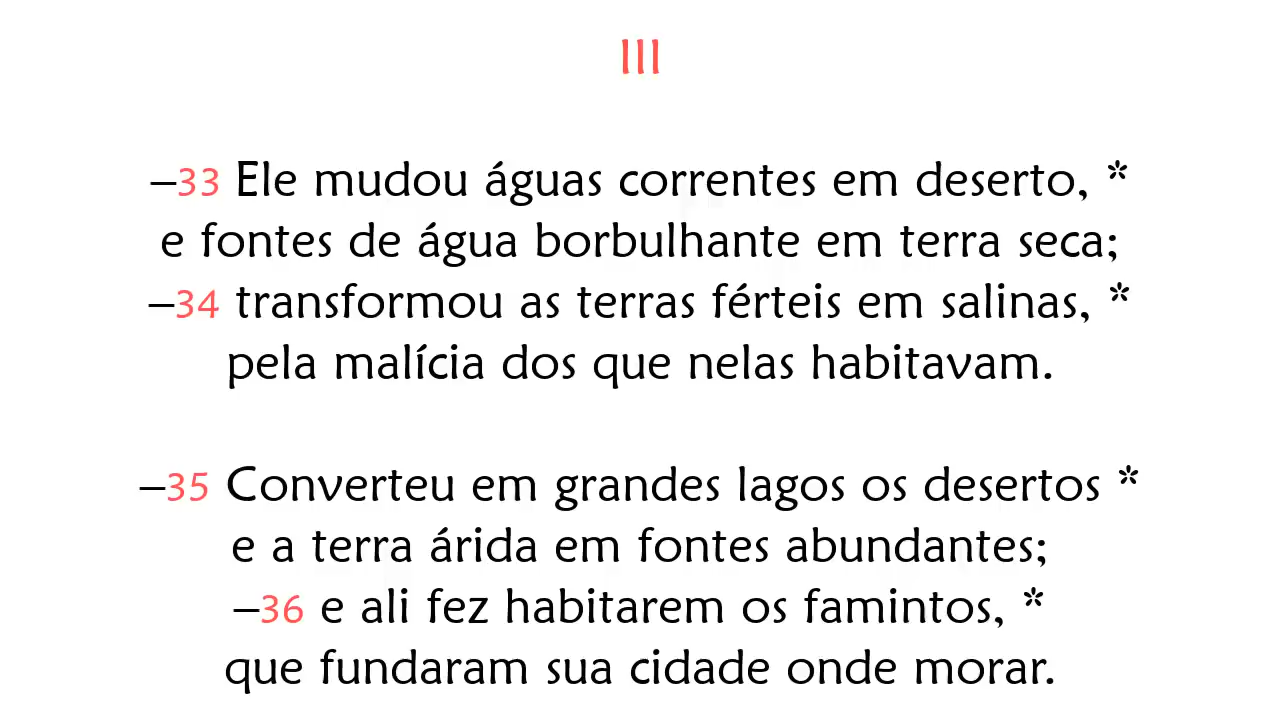 III
–33 Ele mudou águas correntes em deserto, *
e fontes de água borbulhante em terra seca;
–34 transformou as terras férteis em salinas, *
pela malícia dos que nelas habitavam.
–35 Converteu em grandes lagos os desertos *
e a terra árida em fontes abundantes;
–36 e ali fez habitarem os famintos, *
que fundaram sua cidade onde morar.